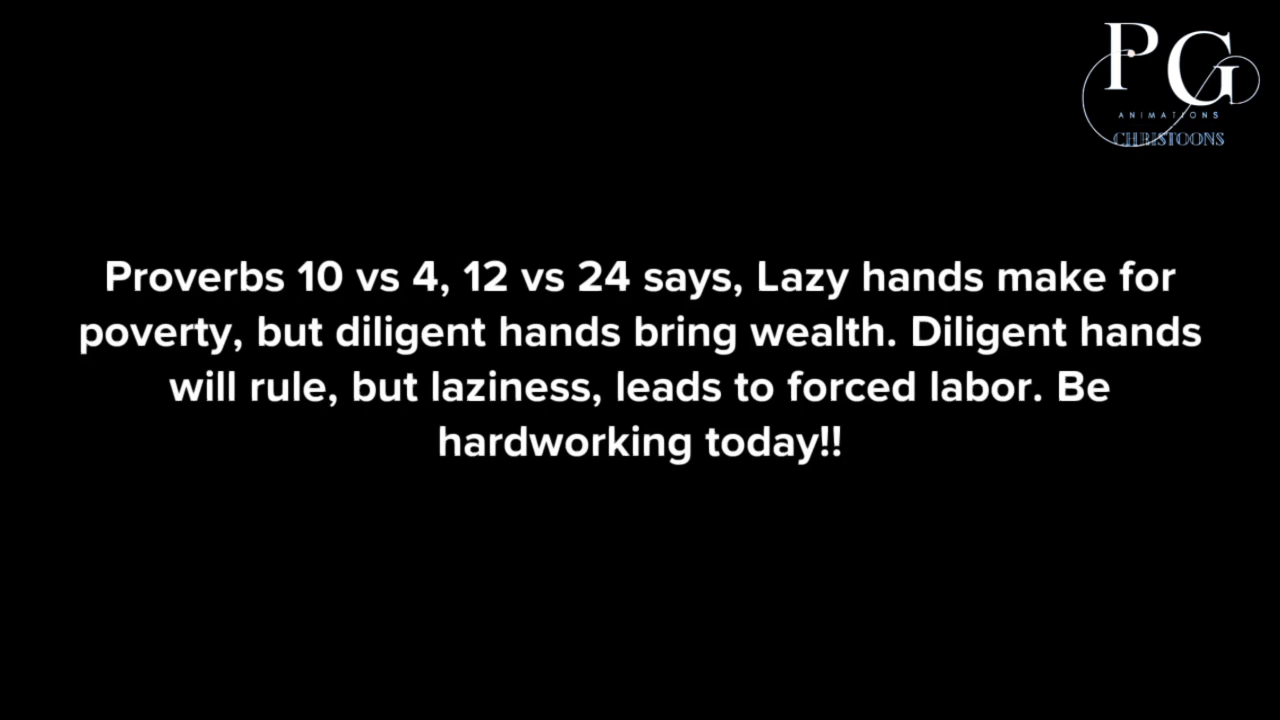 PG
ANIMATIONS
CHRISTOONS
Proverbs 10 vs 4, 12 vs 24 says, Lazy hands make for
poverty, but diligent hands bring wealth. Diligent hands
will rule, but laziness, leads to forced labor. Be
hardworking today!!